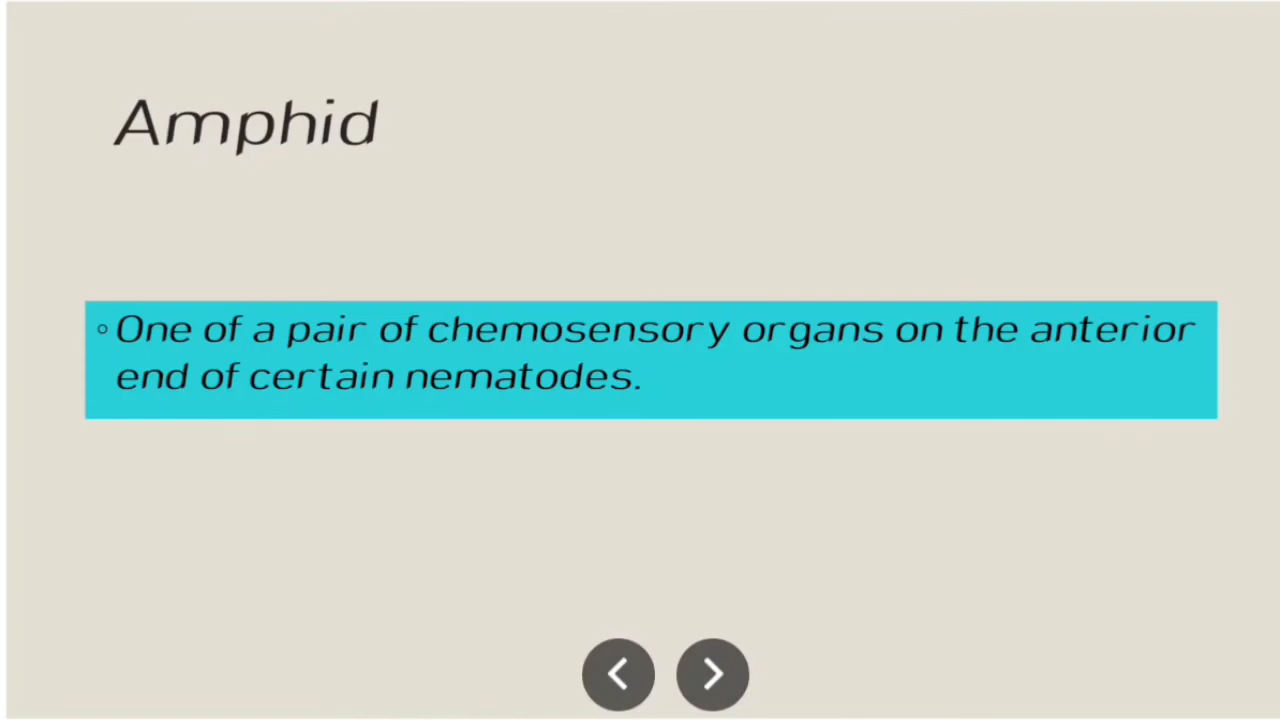 Amphid
◦ One of a pair of chemosensory organs on the anterior
end of certain nematodes.